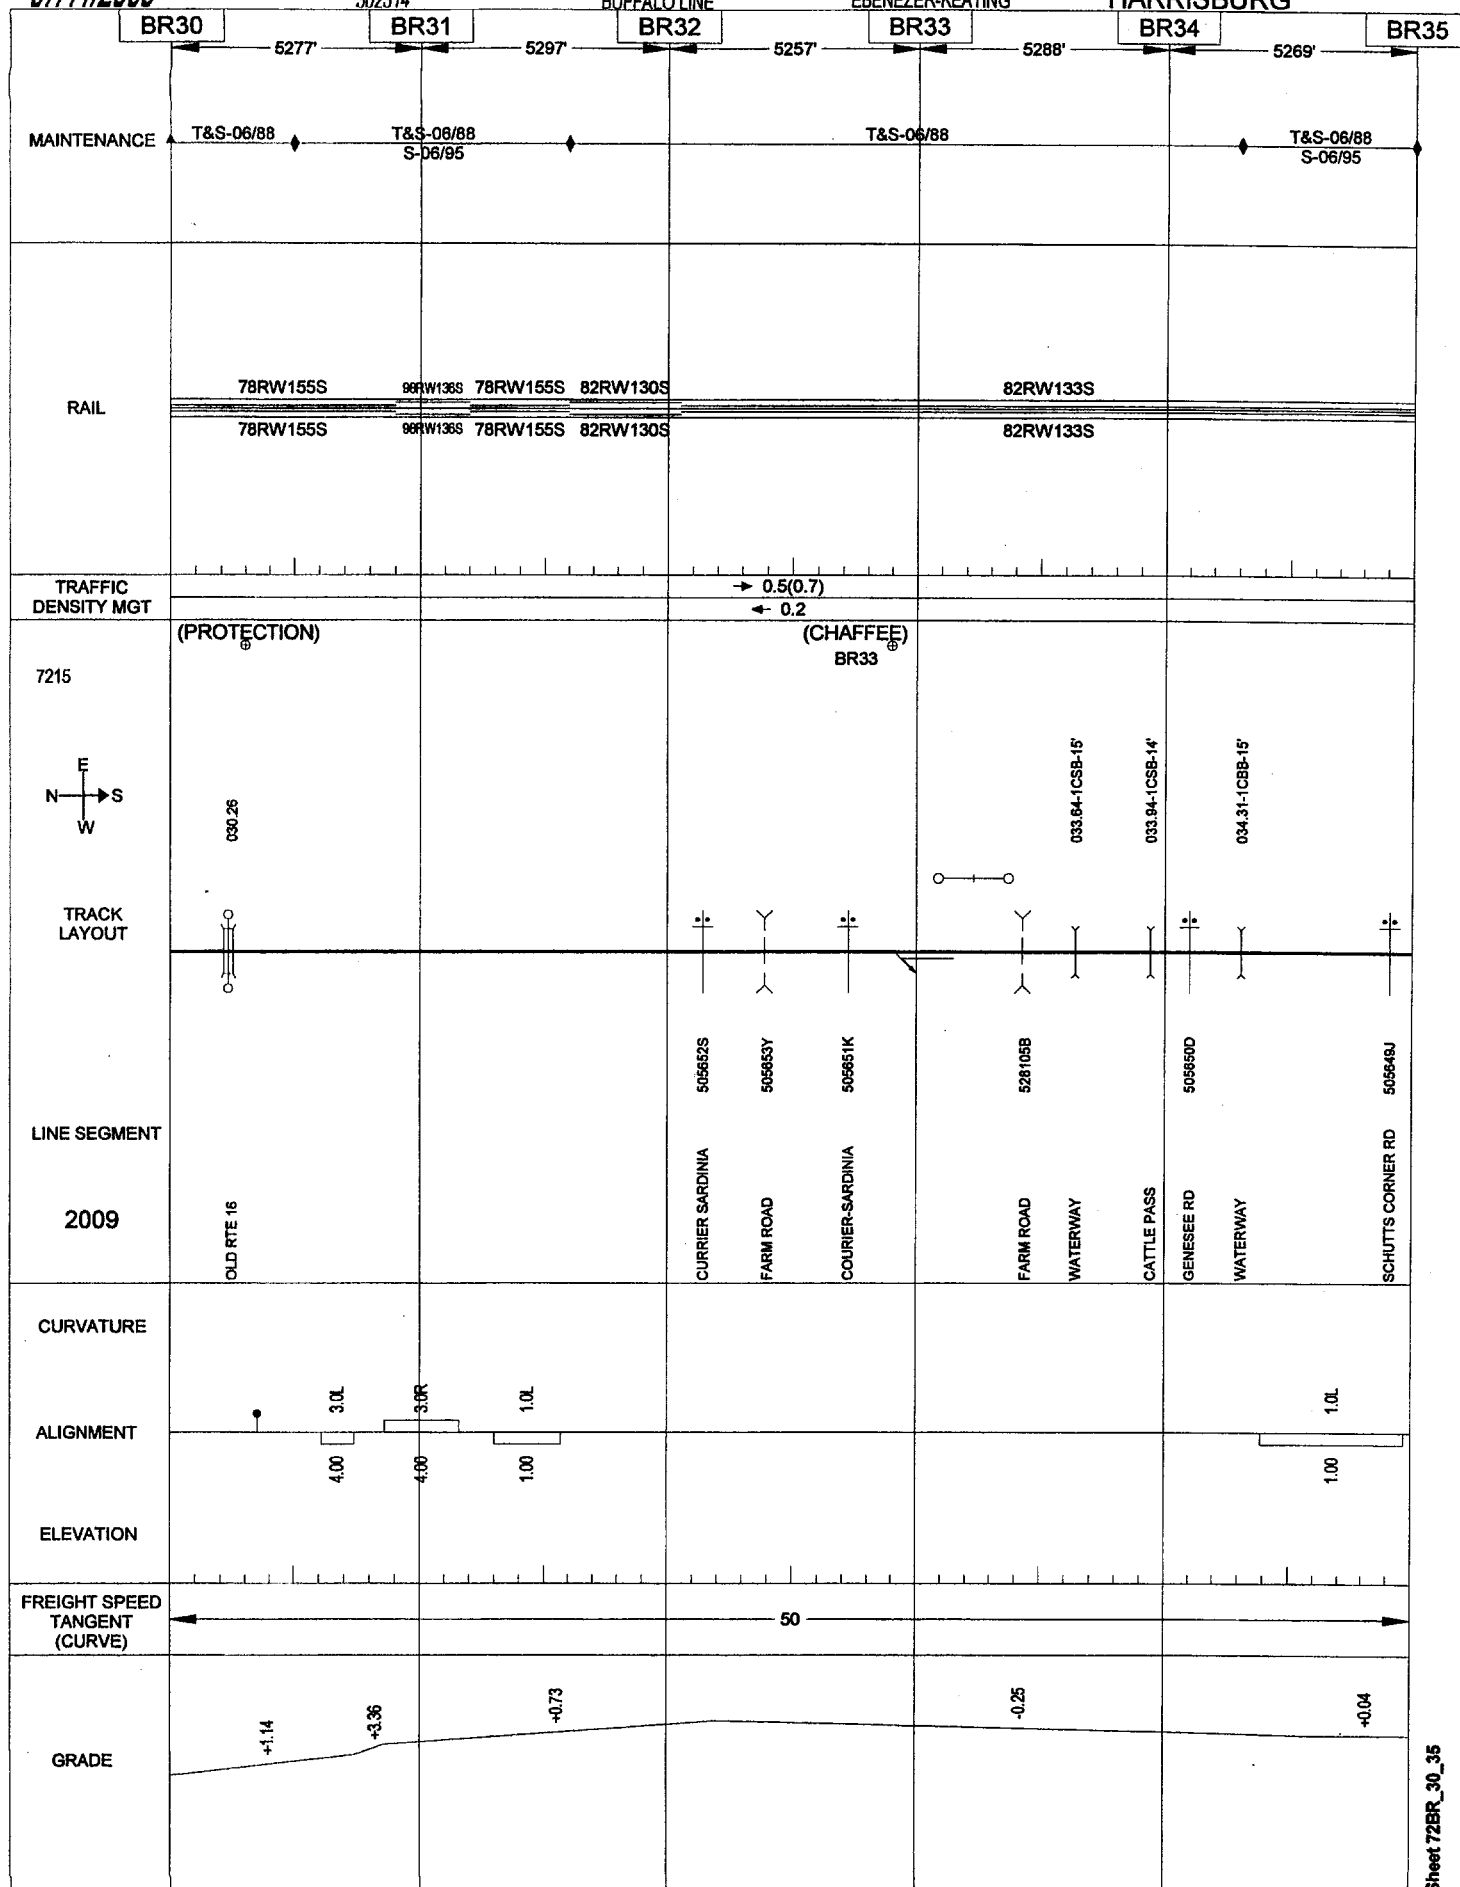 BUFFALO LINE
EBENEZER-KEATING
HARRISBURG
BR30 BR31 BR32 BR33 BR34 BR35
5277' 5297' 5257' 5288' 5269'
MAINTENANCE
T&S-06/88 T&S-06/88 T&S-06/88 T&S-06/88
S-06/95 S-06/95
78RW155S 98RW136S 78RW155S 82RW130S 82RW133S
RAIL
78RW155S 98RW136S 78RW155S 82RW130S 82RW133S
TRAFFIC
DENSITY MGT
→ 0.5(0.7)
← 0.2
(PROTECTION) (CHAFFEE)
BR33
7215
E
N S
W
030.26
033.64-1CSB-15'
033.94-1CSB-14'
034.31-1CBB-15'
TRACK
LAYOUT
505652S
505653Y
505651K
528105B
505650D
505649J
LINE SEGMENT
2009
OLD RTE 16
CURRIER SARDINIA
FARM ROAD
COURIER-SARDINIA
FARM ROAD
WATERWAY
CATTLE PASS
GENESEE RD
WATERWAY
SCHUTTS CORNER RD
CURVATURE
3.0L 3.0R 1.0L 1.0L
ALIGNMENT
4.00 4.00 1.00 1.00
ELEVATION
FREIGHT SPEED
TANGENT
(CURVE)
50
+1.14 +3.36 +0.73 -0.25 +0.04
GRADE
Sheet 72BR_30_35